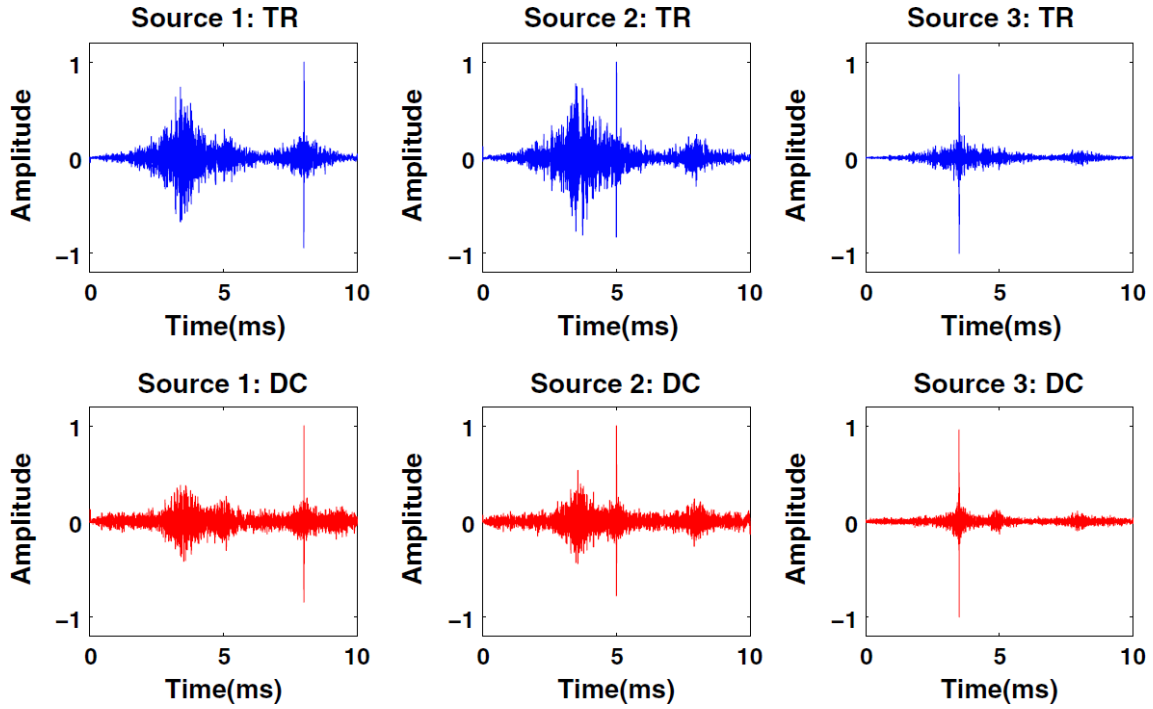 Source 1: TR
Source 2: TR
Source 3: TR
Amplitude
1
0
−1
0
5
10
Time(ms)
Amplitude
1
0
−1
0
5
10
Time(ms)
Amplitude
1
0
−1
0
5
10
Time(ms)
Source 1: DC
Source 2: DC
Source 3: DC
Amplitude
1
0
−1
0
5
10
Time(ms)
Amplitude
1
0
−1
0
5
10
Time(ms)
Amplitude
1
0
−1
0
5
10
Time(ms)